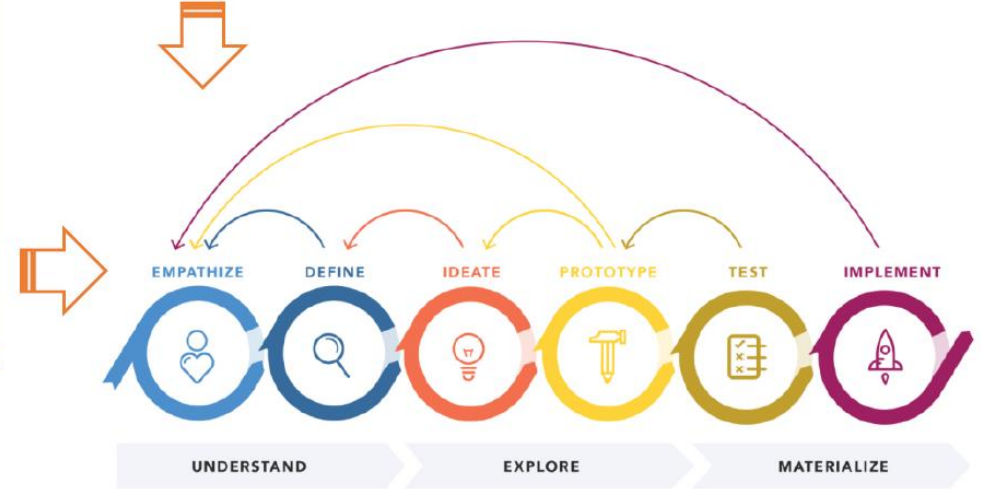 EMPATHIZE DEFINE IDEATE PROTOTYPE TEST IMPLEMENT
UNDERSTAND EXPLORE MATERIALIZE